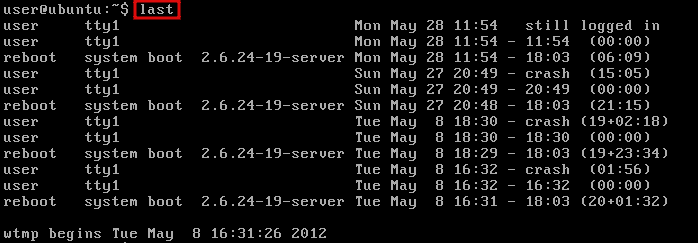 user@ubuntu:~$ last
user     tty1                          Mon May 28 11:54   still logged in
user     tty1                          Mon May 28 11:54 - 11:54  (00:00)
reboot   system boot  2.6.24-19-server Mon May 28 11:54 - 18:03  (06:09)
user     tty1                          Sun May 27 20:49 - crash  (15:05)
user     tty1                          Sun May 27 20:49 - 20:49  (00:00)
reboot   system boot  2.6.24-19-server Sun May 27 20:48 - 18:03  (21:15)
user     tty1                          Tue May  8 18:30 - crash (19+02:18)
user     tty1                          Tue May  8 18:30 - 18:30  (00:00)
reboot   system boot  2.6.24-19-server Tue May  8 18:29 - 18:03 (19+23:34)
user     tty1                          Tue May  8 16:32 - crash  (01:56)
user     tty1                          Tue May  8 16:32 - 16:32  (00:00)
reboot   system boot  2.6.24-19-server Tue May  8 16:31 - 18:03 (20+01:32)

wtmp begins Tue May  8 16:31:26 2012